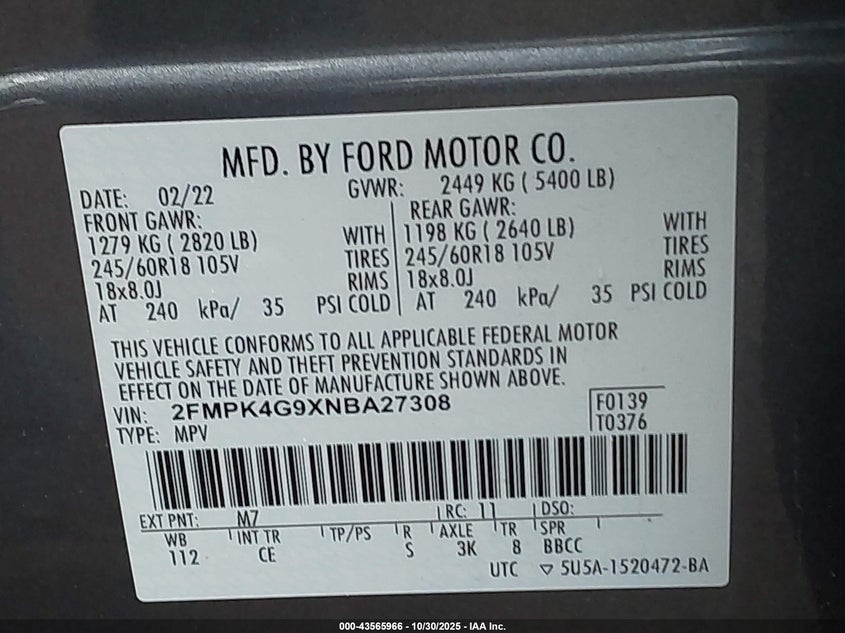 MFD. BY FORD MOTOR CO.
DATE: 02/22 GVWR: 2449 KG ( 5400 LB)
FRONT GAWR: REAR GAWR:
1279 KG ( 2820 LB) WITH 1198 KG ( 2640 LB) WITH
245/60R18 105V TIRES 245/60R18 105V TIRES
18x8.0J RIMS 18x8.0J RIMS
AT 240 kPa/ 35 PSI COLD AT 240 kPa/ 35 PSI COLD
THIS VEHICLE CONFORMS TO ALL APPLICABLE FEDERAL MOTOR
VEHICLE SAFETY AND THEFT PREVENTION STANDARDS IN
EFFECT ON THE DATE OF MANUFACTURE SHOWN ABOVE.
VIN: 2FMPK4G9XNBA27308 F0139
TYPE: MPV T0376
EXT PNT: M7 RC: 11 DSO:
WB INT TR TP/PS R AXLE TR SPR
112 CE S 3K 8 BBCC
UTC ▽ 5U5A-1520472-BA
000-43565966 - 10/30/2025 - IAA Inc.